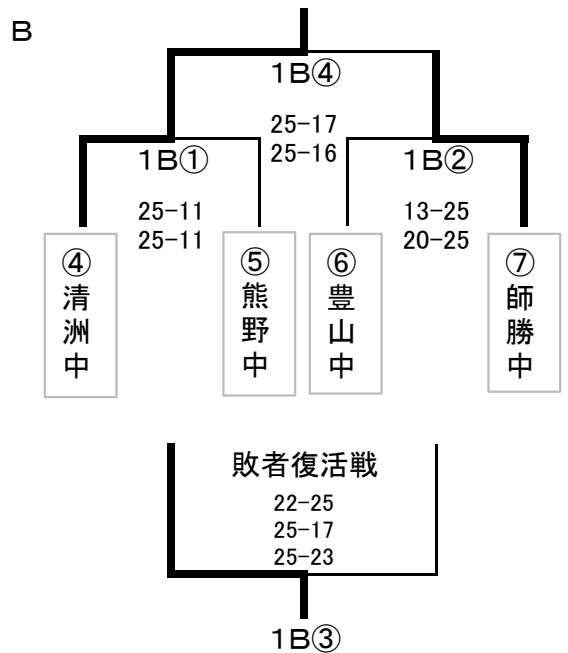 B
1B④
25-17
25-16
1B①
25-11
25-11
1B②
13-25
20-25
④清洲中
⑤熊野中
⑥豊山中
⑦師勝中
敗者復活戦
22-25
25-17
25-23
1B③